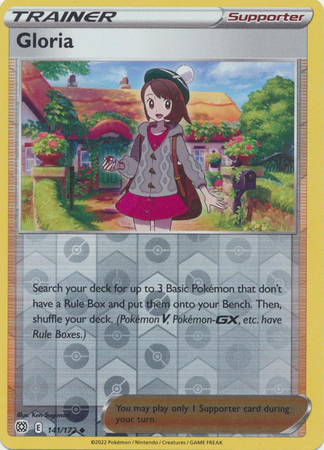 TRAINER Supporter
Gloria
Search your deck for up to 3 Basic Pokémon that don't
have a Rule Box and put them onto your Bench. Then,
shuffle your deck. (Pokémon V, Pokémon-GX, etc. have
Rule Boxes.)
Illus. Ken Sugimori
E 141/172
You may play only 1 Supporter card during
your turn.
©2022 Pokémon / Nintendo / Creatures / GAME FREAK